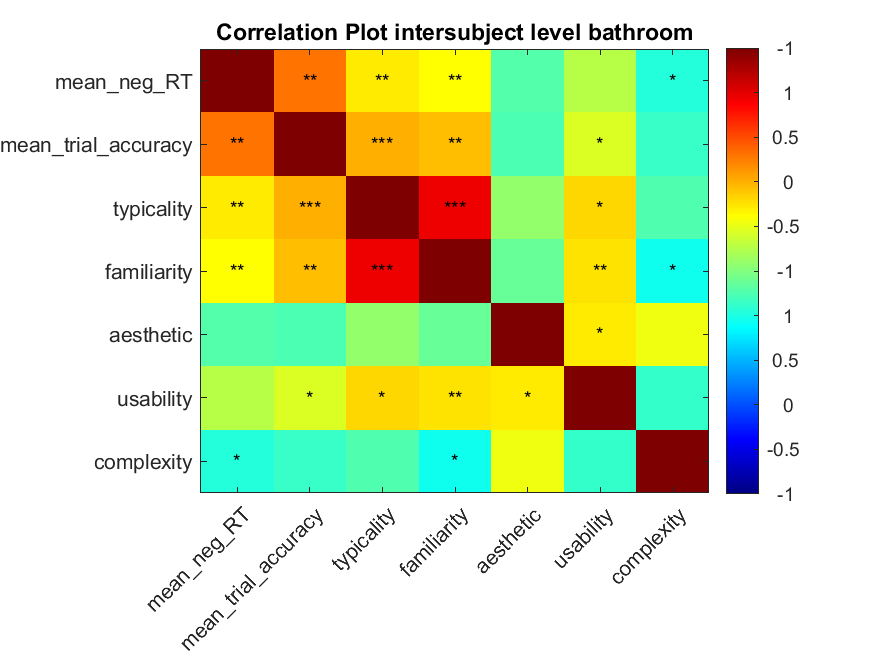 Correlation Plot intersubject level bathroom
mean_neg_RT ** ** ** *
mean_trial_accuracy ** *** ** *
typicality ** *** *** *
familiarity ** ** *** ** *
aesthetic *
usability * * ** *
complexity * *
mean_neg_RT
mean_trial_accuracy
typicality
familiarity
aesthetic
usability
complexity
-1
1
0.5
0
-0.5
-1
1
0.5
0
-0.5
-1